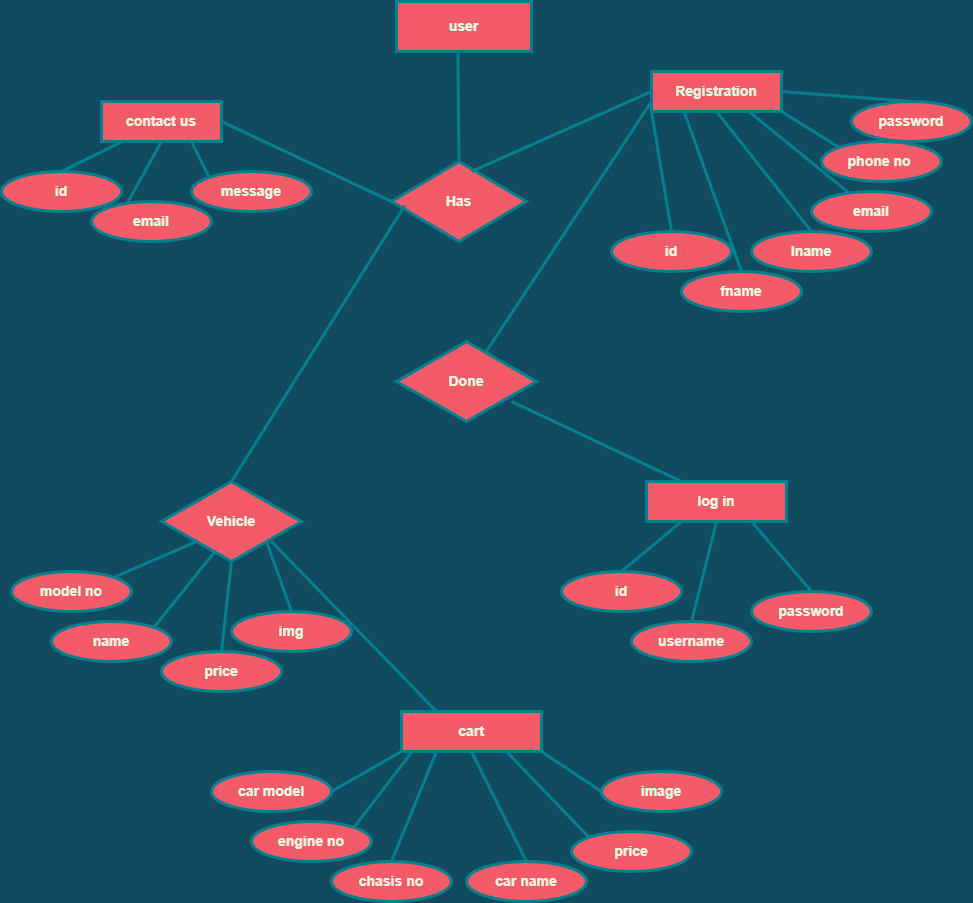 user
Registration
contact us
password
phone no
id
message
email
Has
email
id
lname
fname
Done
Vehicle
log in
model no
name
price
img
id
username
password
cart
car model
engine no
chasis no
car name
price
image